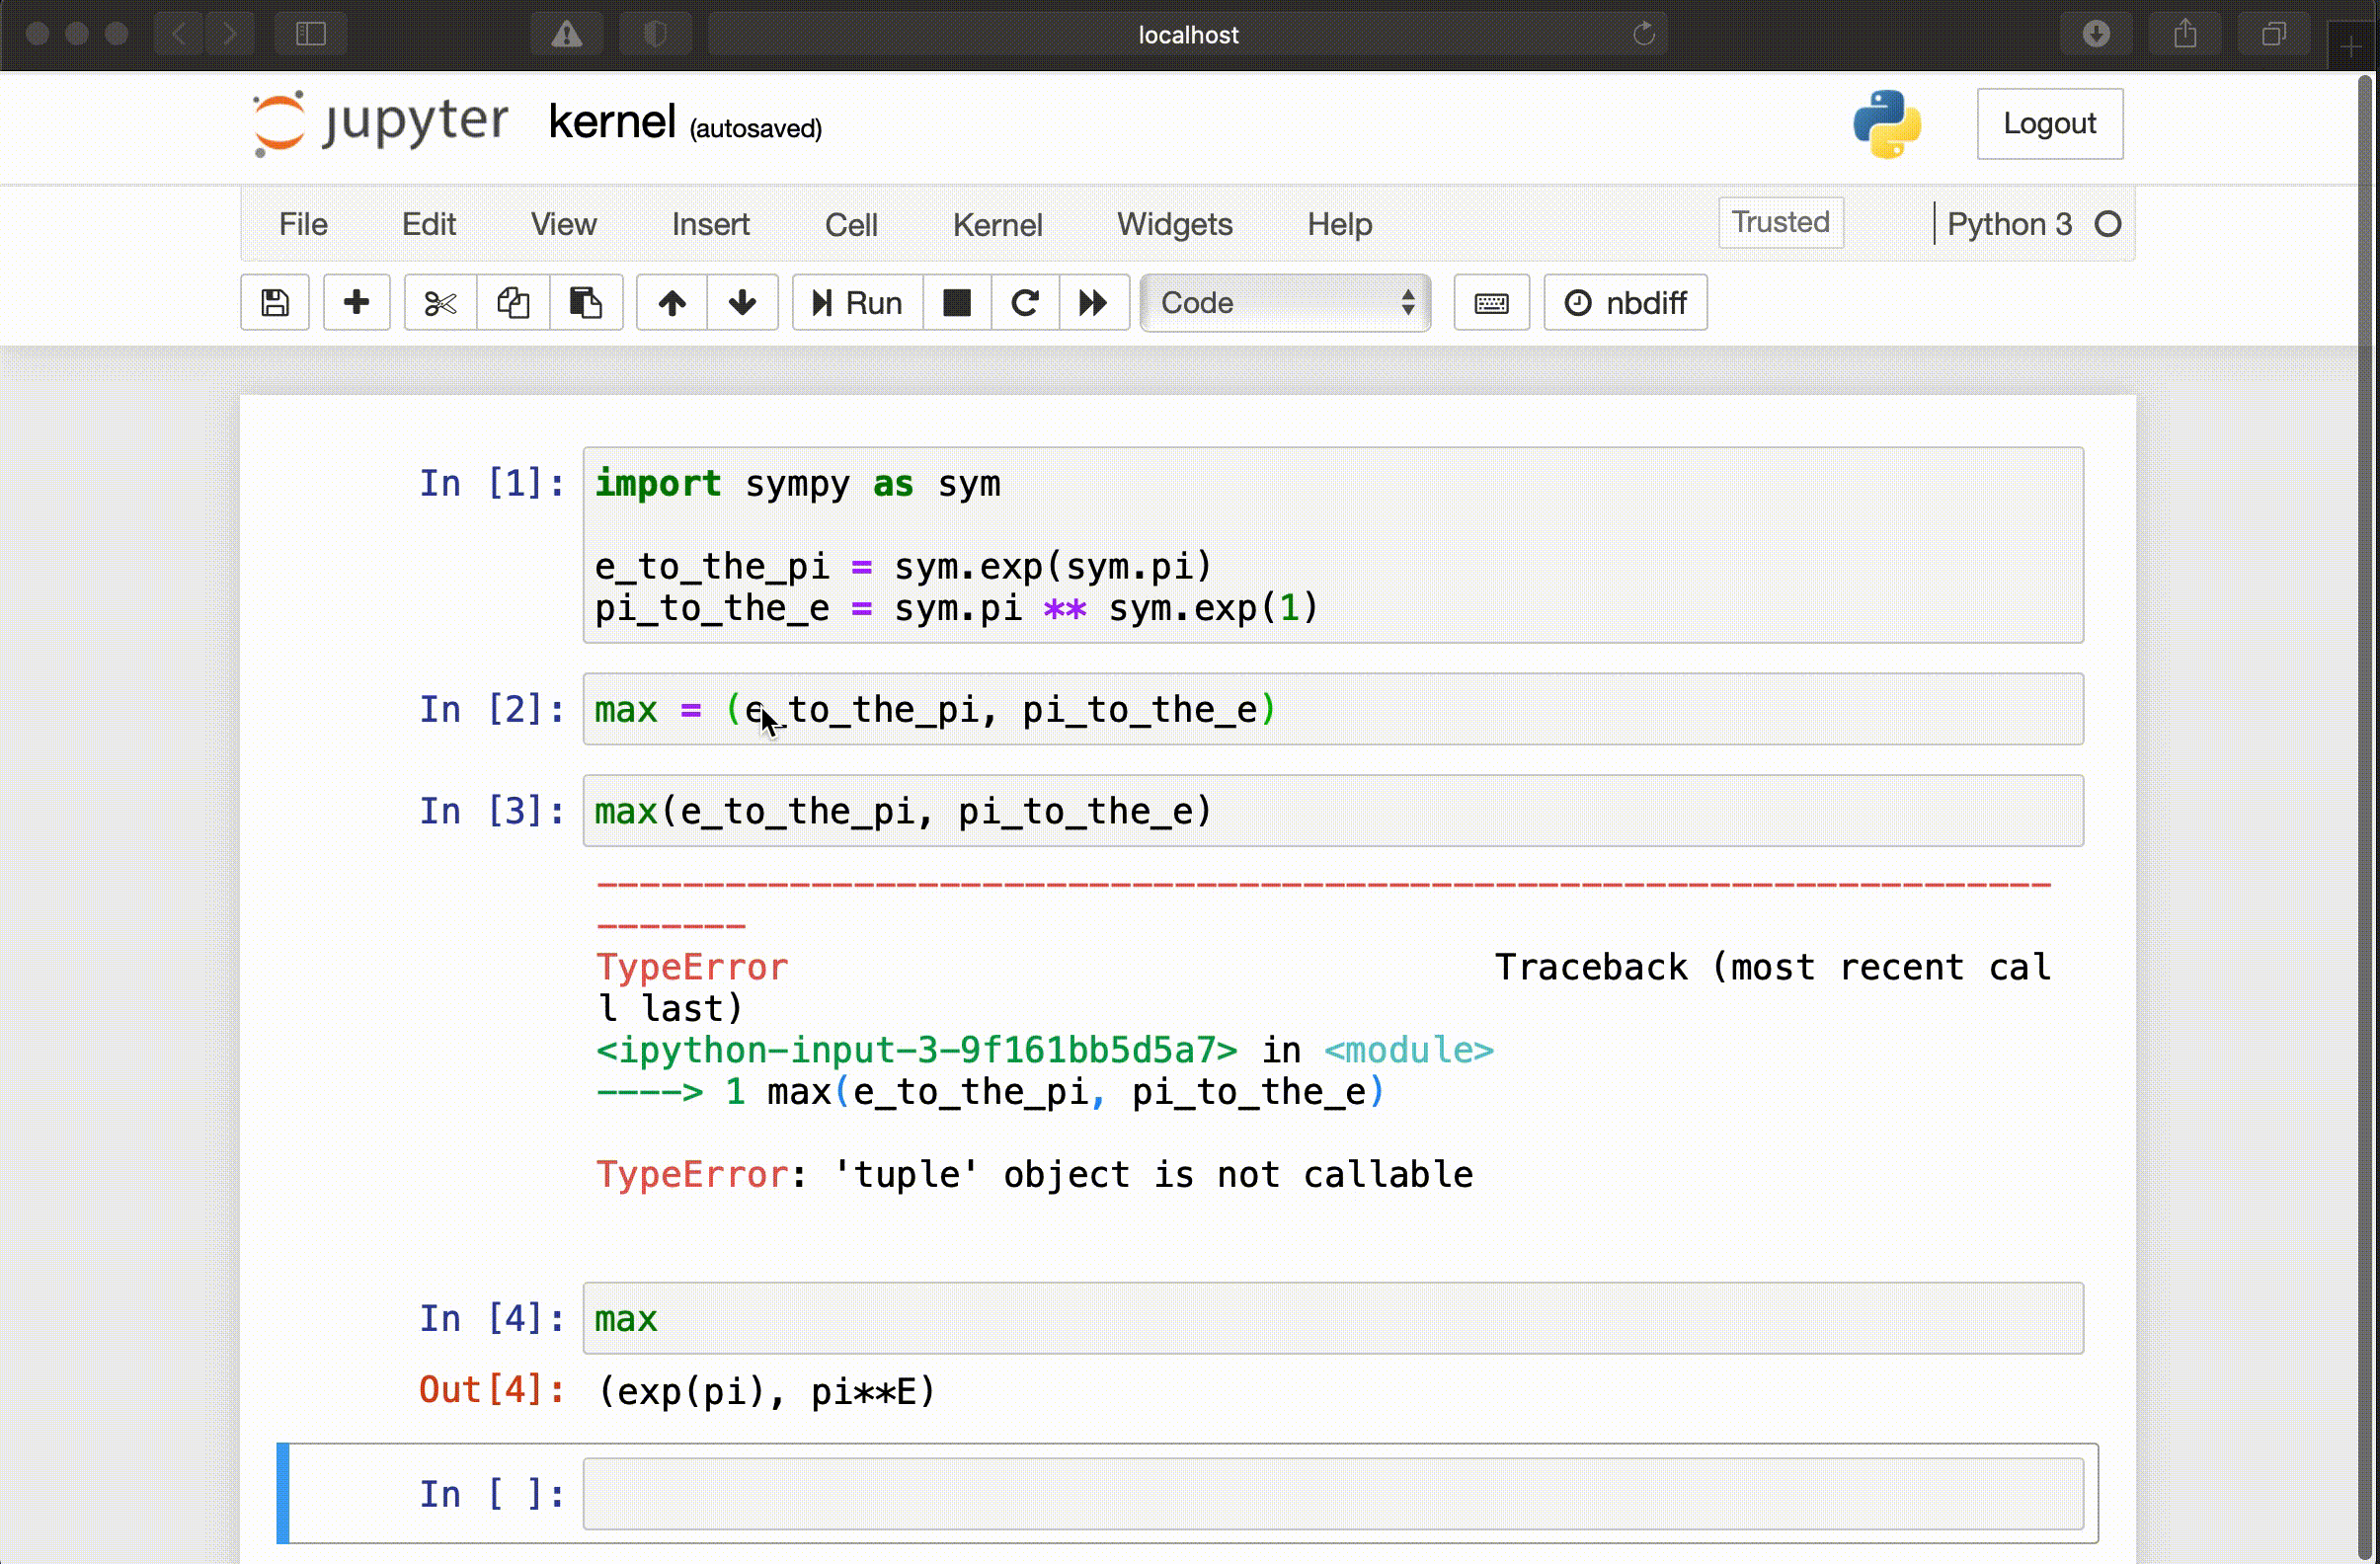 localhost
jupyter kernel (autosaved) Logout
File Edit View Insert Cell Kernel Widgets Help Trusted Python 3
Run Code nbdiff
In [1]: import sympy as sym
e_to_the_pi = sym.exp(sym.pi)
pi_to_the_e = sym.pi ** sym.exp(1)
In [2]: max = (e_to_the_pi, pi_to_the_e)
In [3]: max(e_to_the_pi, pi_to_the_e)
---------------------------------------------------------------------
-------
TypeError Traceback (most recent cal
l last)
<ipython-input-3-9f161bb5d5a7> in <module>
----> 1 max(e_to_the_pi, pi_to_the_e)
TypeError: 'tuple' object is not callable
In [4]: max
Out[4]: (exp(pi), pi**E)
In [ ]: